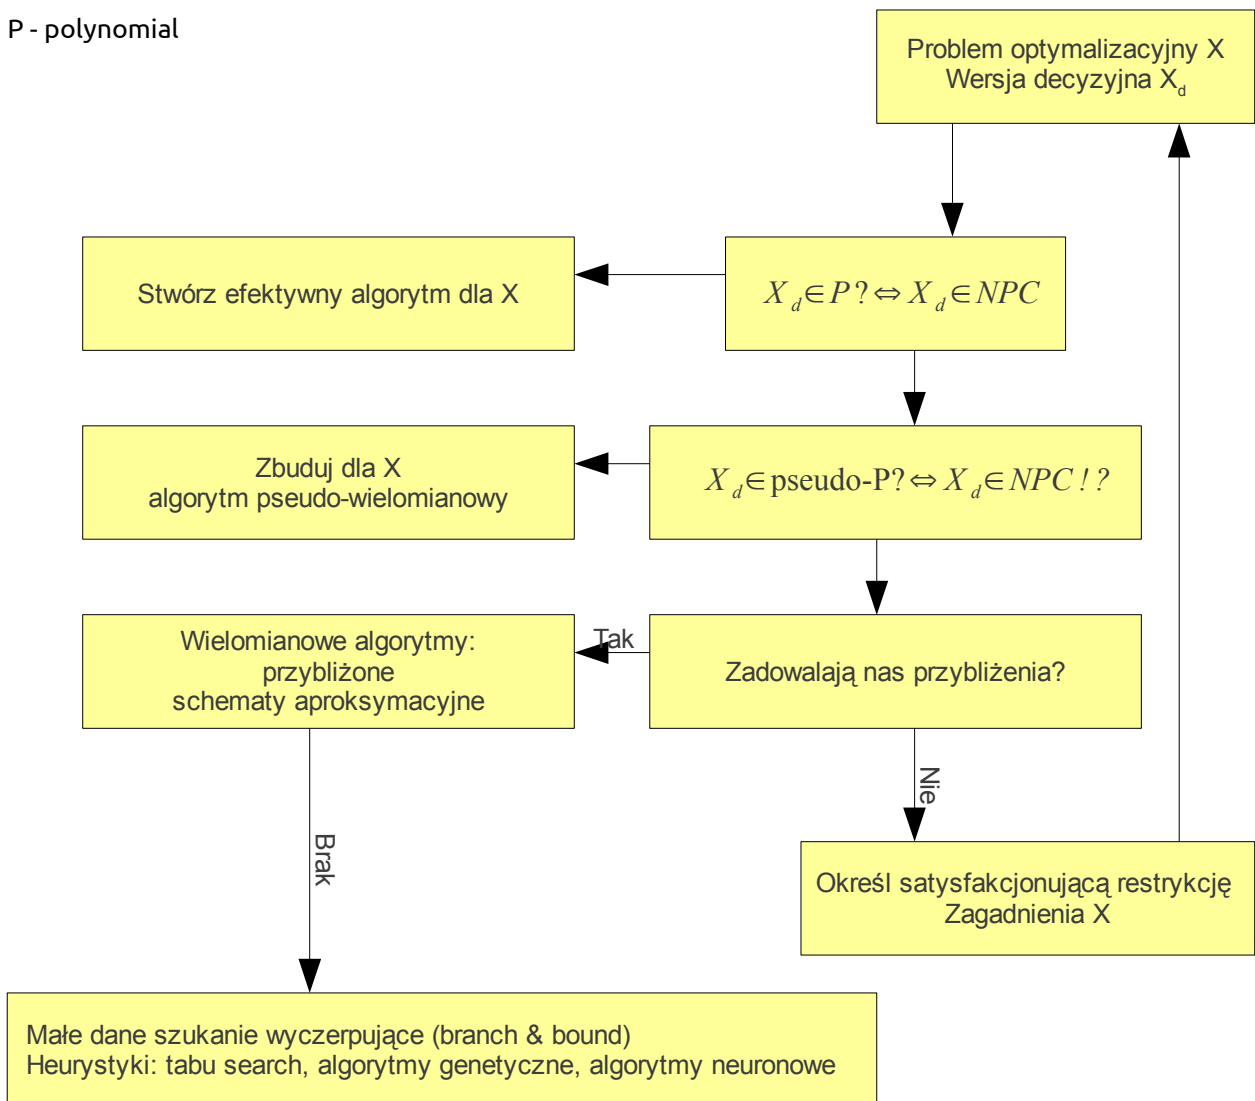 P - polynomial
Problem optymalizacyjny X
Wersja decyzyjna X_d
Stwórz efektywny algorytm dla X
X_d ∈ P ? ⇔ X_d ∈ NPC
Zbuduj dla X
algorytm pseudo-wielomianowy
X_d ∈ pseudo-P? ⇔ X_d ∈ NPC ! ?
Wielomianowe algorytmy:
przybliżone
schematy aproksymacyjne
Tak
Zadowalają nas przybliżenia?
Nie
Brak
Określ satysfakcjonującą restrykcję
Zagadnienia X
Małe dane szukanie wyczerpujące (branch & bound)
Heurystyki: tabu search, algorytmy genetyczne, algorytmy neuronowe